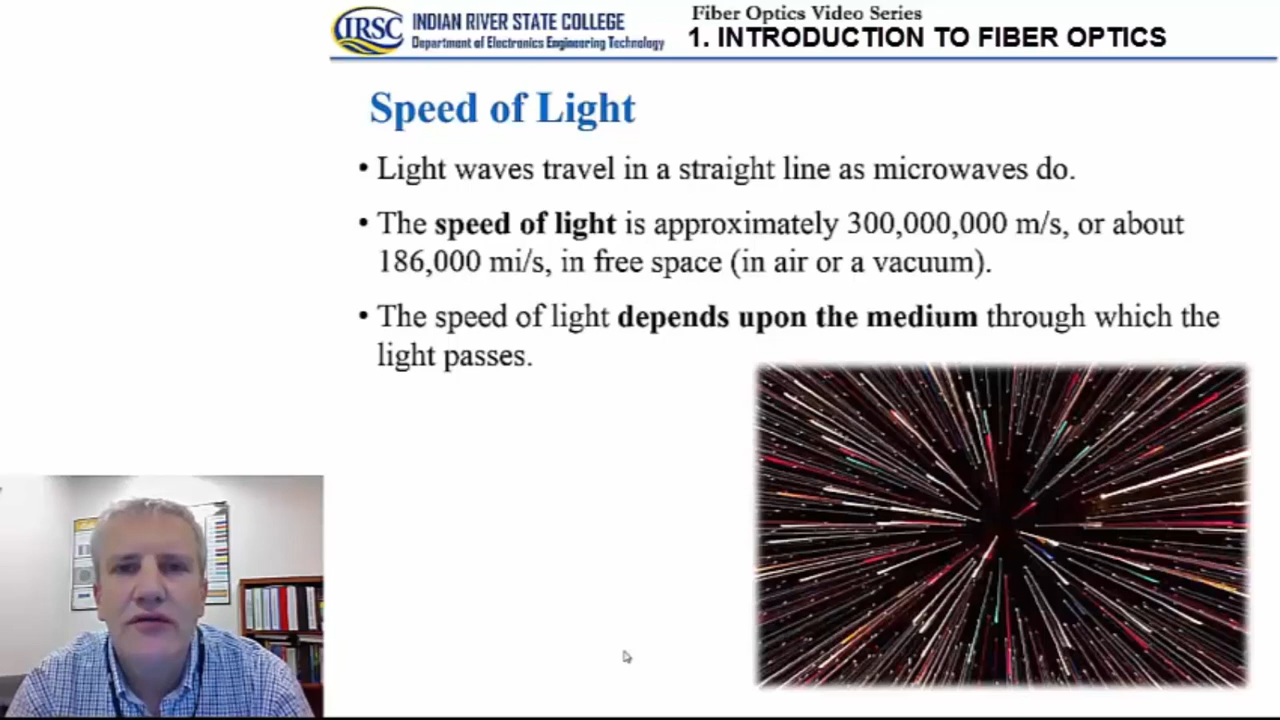 IRSC
INDIAN RIVER STATE COLLEGE
Department of Electronics Engineering Technology
Fiber Optics Video Series
1. INTRODUCTION TO FIBER OPTICS
Speed of Light
• Light waves travel in a straight line as microwaves do.
• The speed of light is approximately 300,000,000 m/s, or about
186,000 mi/s, in free space (in air or a vacuum).
• The speed of light depends upon the medium through which the
light passes.